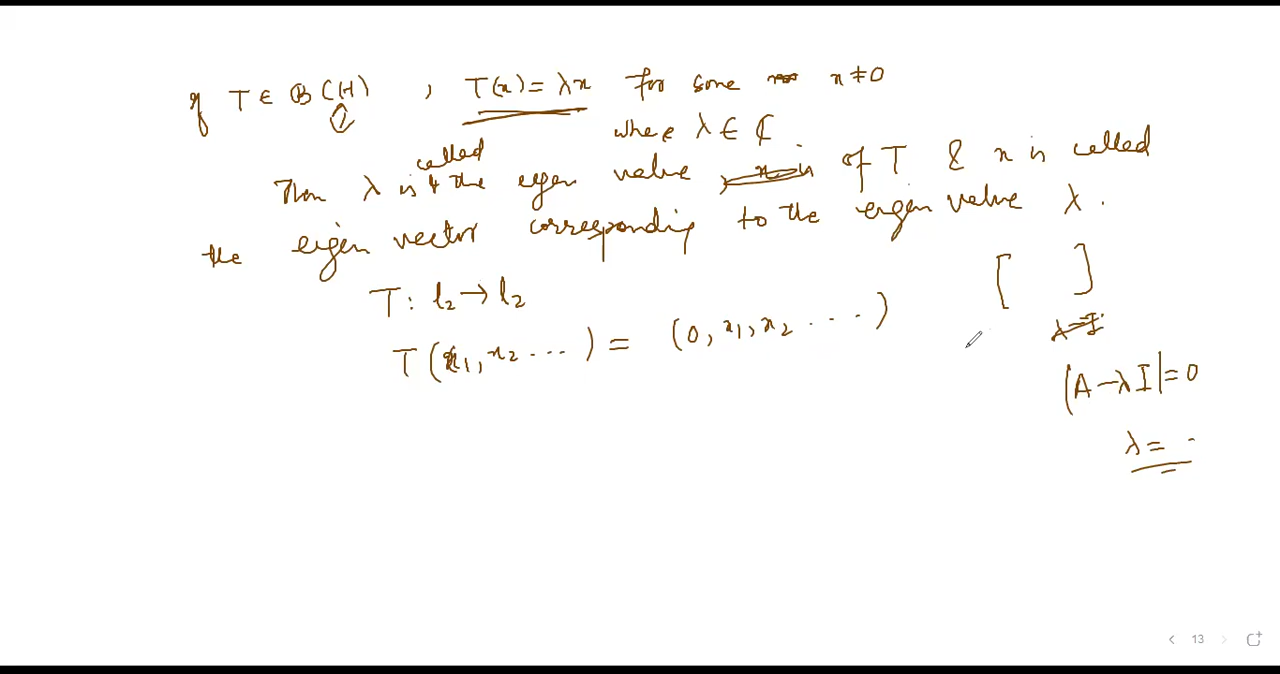 If T ∈ B(H) , T(x) = λx for some x ≠ 0
where λ ∈ ₵
Then λ is called the eigen value of T & x is called
the eigen vector corresponding to the eigen value λ .
T : l₂ → l₂
[ ]
T(x₁, x₂ ... ) = (0, x₁, x₂ .... )
|A - λI| = 0
λ = ..
13